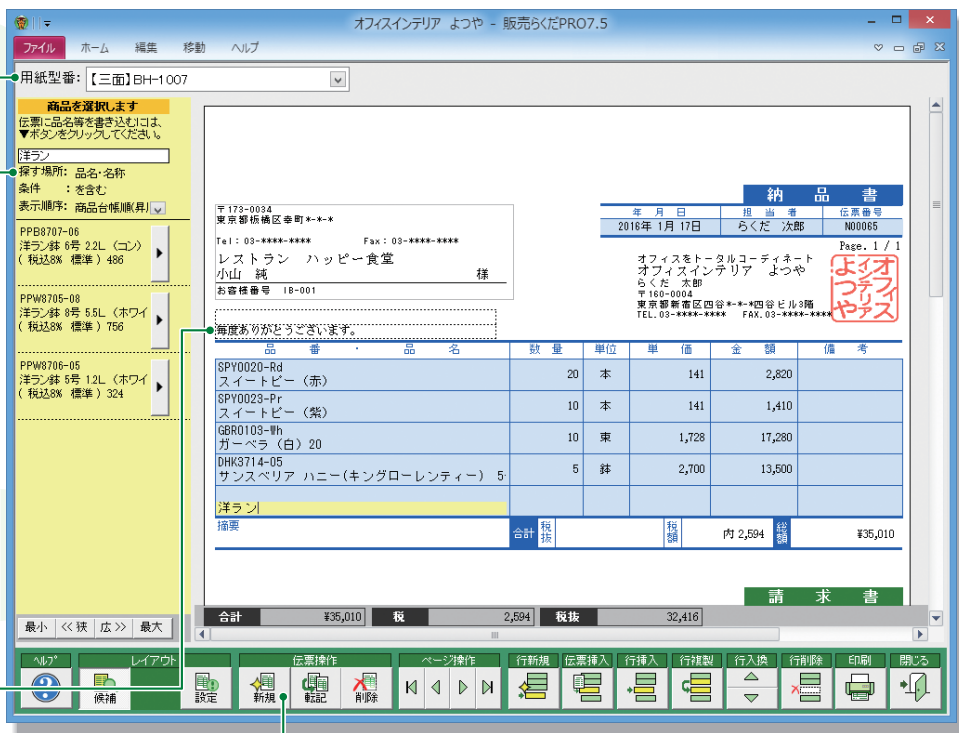 オフィスインテリア よつや - 販売らくだPRO7.5
ファイル ホーム 編集 移動 ヘルプ
用紙型番: 【三面】BH-1007
商品を選択します
伝票に品名等を書き込むには、
▼ボタンをクリックしてください。
洋ラン
探す場所: 品名・名称
条件 : を含む
表示順序: 商品台帳順(昇)
PPB8707-06
洋ラン鉢 6号 2.2L (コン)
( 税込8% 標準 ) 486
PPW8705-08
洋ラン鉢 8号 5.5L (ホワイ
( 税込8% 標準 ) 756
PPW8706-05
洋ラン鉢 5号 1.2L (ホワイ
( 税込8% 標準 ) 324
最小 <<狭 広>> 最大
納品書
年月日 担当者 伝票番号
2016年 1月 17日 らくだ 次郎 N00065
Page. 1 / 1
〒173-0034
東京都板橋区幸町*-*-*
Tel : 03-****-**** Fax : 03-****-****
レストラン ハッピー食堂
小山 純 様
お客様番号 IB-001
オフィスをトータルコーディネート
オフィスインテリア よつや
らくだ 太郎
〒160-0004
東京都新宿区四谷*-*-*四谷ビル3階
TEL. 03-****-**** FAX. 03-****-****
オフィス
インテリア
よつや
毎度ありがとうございます。
品番・品名 数量 単位 単価 金額 備考
SPY0020-Rd
スイートピー (赤) 20 本 141 2,820
SPY0023-Pr
スイートピー (紫) 10 本 141 1,410
GBR0103-Wh
ガーベラ (白) 20 10 束 1,728 17,280
DHK3714-05
サンスベリア ハニー(キングローレンティー) 5 5 鉢 2,700 13,500
洋ラン
摘要 合計 税抜 税額 内 2,594 総額 ¥35,010
請求書
合計 ¥35,010 税 2,594 税抜 32,416
ヘルプ レイアウト 伝票操作 ページ操作 行新規 伝票挿入 行挿入 行複製 行入換 行削除 印刷 閉じる
候補 設定 新規 転記 削除